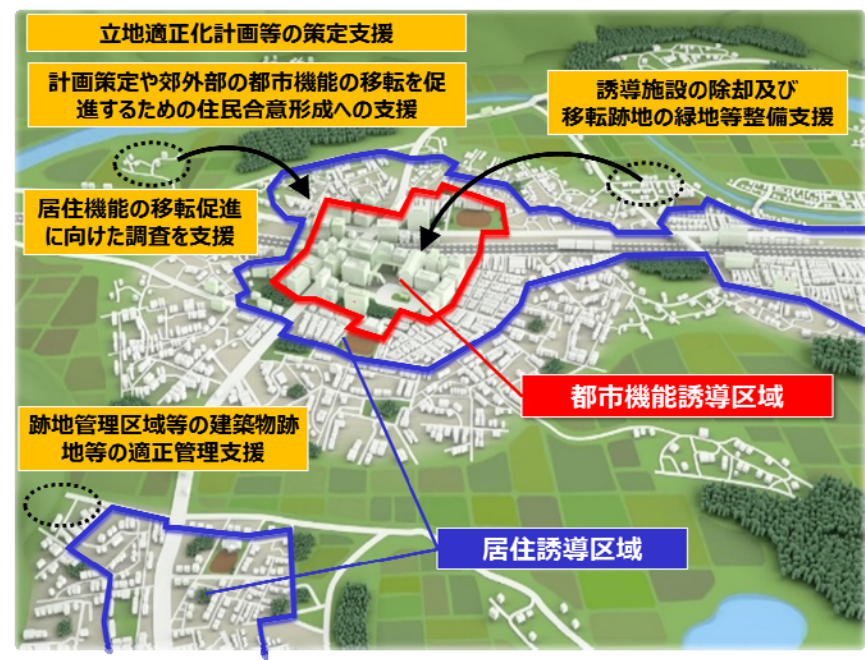 立地適正化計画等の策定支援
計画策定や郊外部の都市機能の移転を促
進するための住民合意形成への支援
誘導施設の除却及び
移転跡地の緑地等整備支援
居住機能の移転促進
に向けた調査を支援
都市機能誘導区域
跡地管理区域等の建築物跡
地等の適正管理支援
居住誘導区域